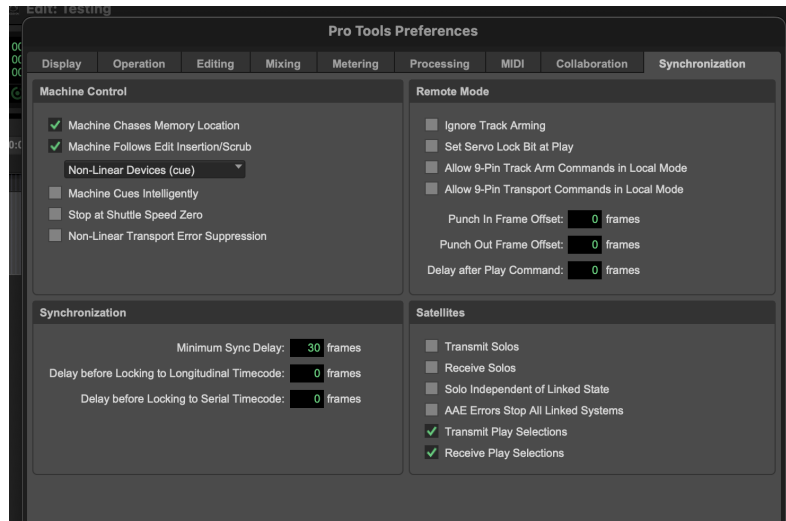 Edit: Testing
Pro Tools Preferences
Display
Operation
Editing
Mixing
Metering
Processing
MIDI
Collaboration
Synchronization
Machine Control
Machine Chases Memory Location
Machine Follows Edit Insertion/Scrub
Non-Linear Devices (cue)
Machine Cues Intelligently
Stop at Shuttle Speed Zero
Non-Linear Transport Error Suppression
Remote Mode
Ignore Track Arming
Set Servo Lock Bit at Play
Allow 9-Pin Track Arm Commands in Local Mode
Allow 9-Pin Transport Commands in Local Mode
Punch In Frame Offset: 0 frames
Punch Out Frame Offset: 0 frames
Delay after Play Command: 0 frames
Synchronization
Minimum Sync Delay: 30 frames
Delay before Locking to Longitudinal Timecode: 0 frames
Delay before Locking to Serial Timecode: 0 frames
Satellites
Transmit Solos
Receive Solos
Solo Independent of Linked State
AAE Errors Stop All Linked Systems
Transmit Play Selections
Receive Play Selections